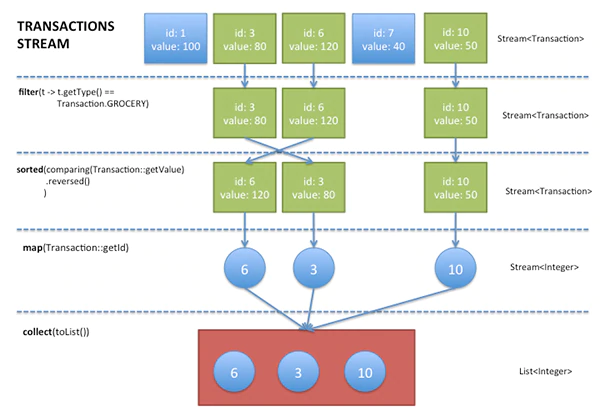 TRANSACTIONS
STREAM
id: 1
value: 100
id: 3
value: 80
id: 6
value: 120
id: 7
value: 40
id: 10
value: 50
Stream<Transaction>
filter(t -> t.getType() ==
Transaction.GROCERY)
id: 3
value: 80
id: 6
value: 120
id: 10
value: 50
Stream<Transaction>
sorted(comparing(Transaction::getValue)
.reversed()
)
id: 6
value: 120
id: 3
value: 80
id: 10
value: 50
Stream<Transaction>
map(Transaction::getId)
6
3
10
Stream<Integer>
collect(toList())
6
3
10
List<Integer>